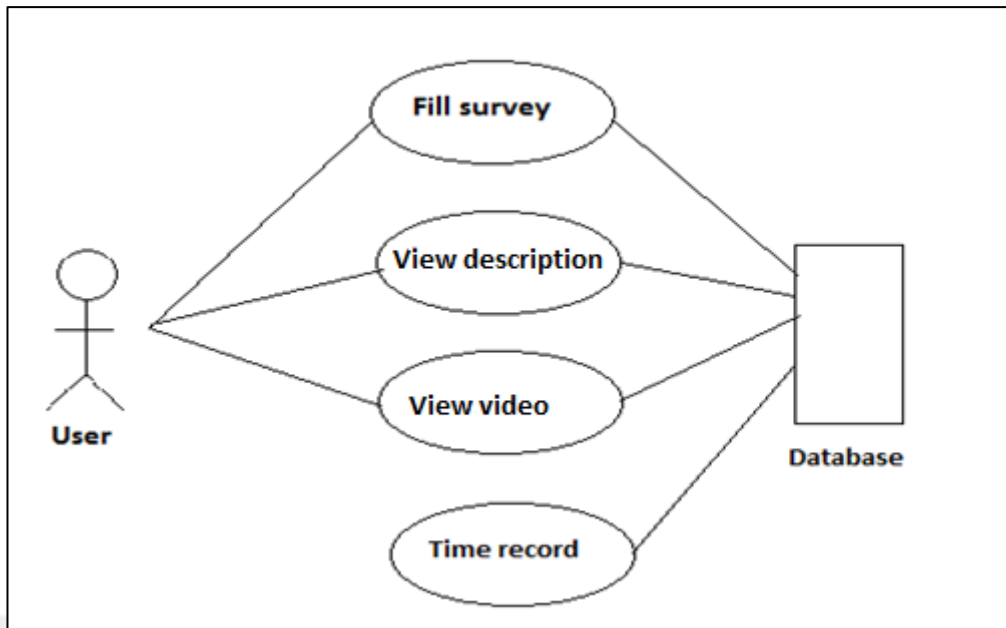 Fill survey
View description
View video
User
Database
Time record